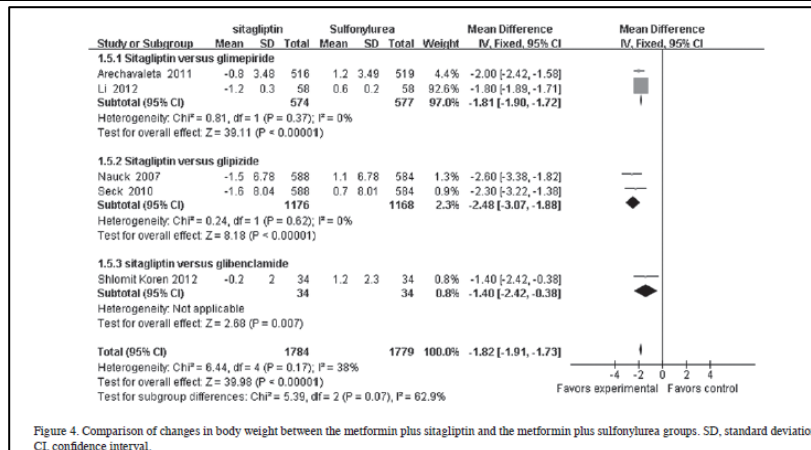 sitagliptin Sulfonylurea Mean Difference Mean Difference
Study or Subgroup Mean SD Total Mean SD Total Weight IV, Fixed, 95% CI IV, Fixed, 95% CI
1.5.1 Sitagliptin versus glimepiride
Arechavaleta 2011 -0.8 3.48 516 1.2 3.49 519 4.4% -2.00 [-2.42, -1.58]
Li 2012 -1.2 0.3 58 0.6 0.2 58 92.6% -1.80 [-1.89, -1.71]
Subtotal (95% CI) 574 577 97.0% -1.81 [-1.90, -1.72]
Heterogeneity: Chi² = 0.81, df = 1 (P = 0.37); I² = 0%
Test for overall effect: Z = 39.11 (P < 0.00001)
1.5.2 Sitagliptin versus glipizide
Nauck 2007 -1.5 6.78 588 1.1 6.78 584 1.3% -2.60 [-3.38, -1.82]
Seck 2010 -1.6 8.04 588 0.7 8.01 584 0.9% -2.30 [-3.22, -1.38]
Subtotal (95% CI) 1176 1168 2.3% -2.48 [-3.07, -1.88]
Heterogeneity: Chi² = 0.24, df = 1 (P = 0.62); I² = 0%
Test for overall effect: Z = 8.18 (P < 0.00001)
1.5.3 sitagliptin versus glibenclamide
Shlomit Koren 2012 -0.2 2 34 1.2 2.3 34 0.8% -1.40 [-2.42, -0.38]
Subtotal (95% CI) 34 34 0.8% -1.40 [-2.42, -0.38]
Heterogeneity: Not applicable
Test for overall effect: Z = 2.68 (P = 0.007)
Total (95% CI) 1784 1779 100.0% -1.82 [-1.91, -1.73]
Heterogeneity: Chi² = 6.44, df = 4 (P = 0.17); I² = 38%
Test for overall effect: Z = 39.98 (P < 0.00001)
Test for subgroup differences: Chi² = 5.39, df = 2 (P = 0.07), I² = 62.9%
-4 -2 0 2 4
Favors experimental Favors control
Figure 4. Comparison of changes in body weight between the metformin plus sitagliptin and the metformin plus sulfonylurea groups. SD, standard deviatio
CI, confidence interval.